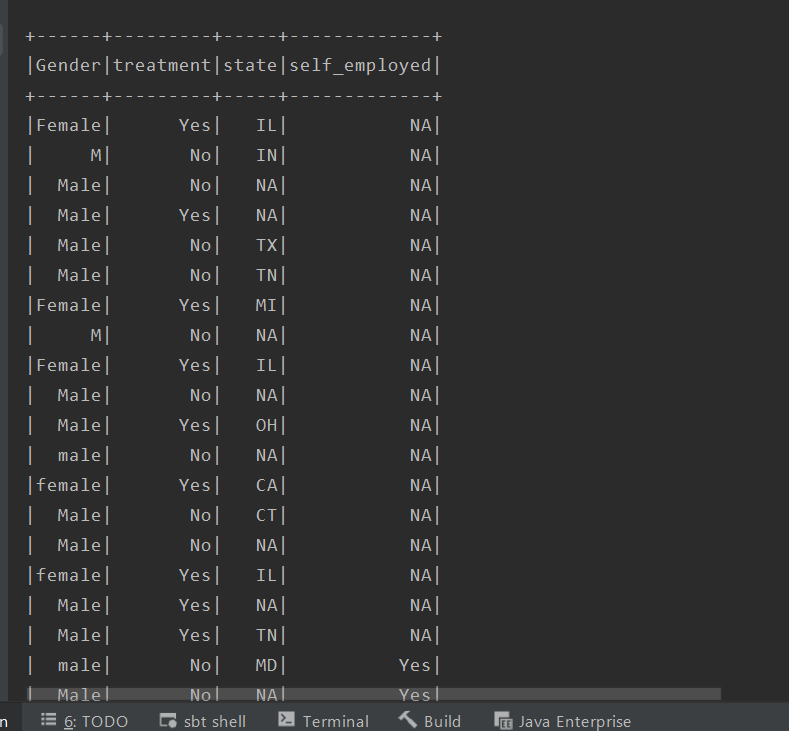 +------+---------+-----+-------------+
|Gender|treatment|state|self_employed|
+------+---------+-----+-------------+
|Female|      Yes|   IL|           NA|
|     M|       No|   IN|           NA|
|  Male|       No|   NA|           NA|
|  Male|      Yes|   NA|           NA|
|  Male|       No|   TX|           NA|
|  Male|       No|   TN|           NA|
|Female|      Yes|   MI|           NA|
|     M|       No|   NA|           NA|
|Female|      Yes|   IL|           NA|
|  Male|       No|   NA|           NA|
|  Male|      Yes|   OH|           NA|
|  male|       No|   NA|           NA|
|female|      Yes|   CA|           NA|
|  Male|       No|   CT|           NA|
|  Male|       No|   NA|           NA|
|female|      Yes|   IL|           NA|
|  Male|      Yes|   NA|           NA|
|  Male|      Yes|   TN|           NA|
|  male|       No|   MD|          Yes|
|  Male|       No|   NA|          Yes|
n 6: TODO sbt shell Terminal Build Java Enterprise